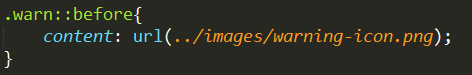 .warn::before{
    content: url(../images/warning-icon.png);
}